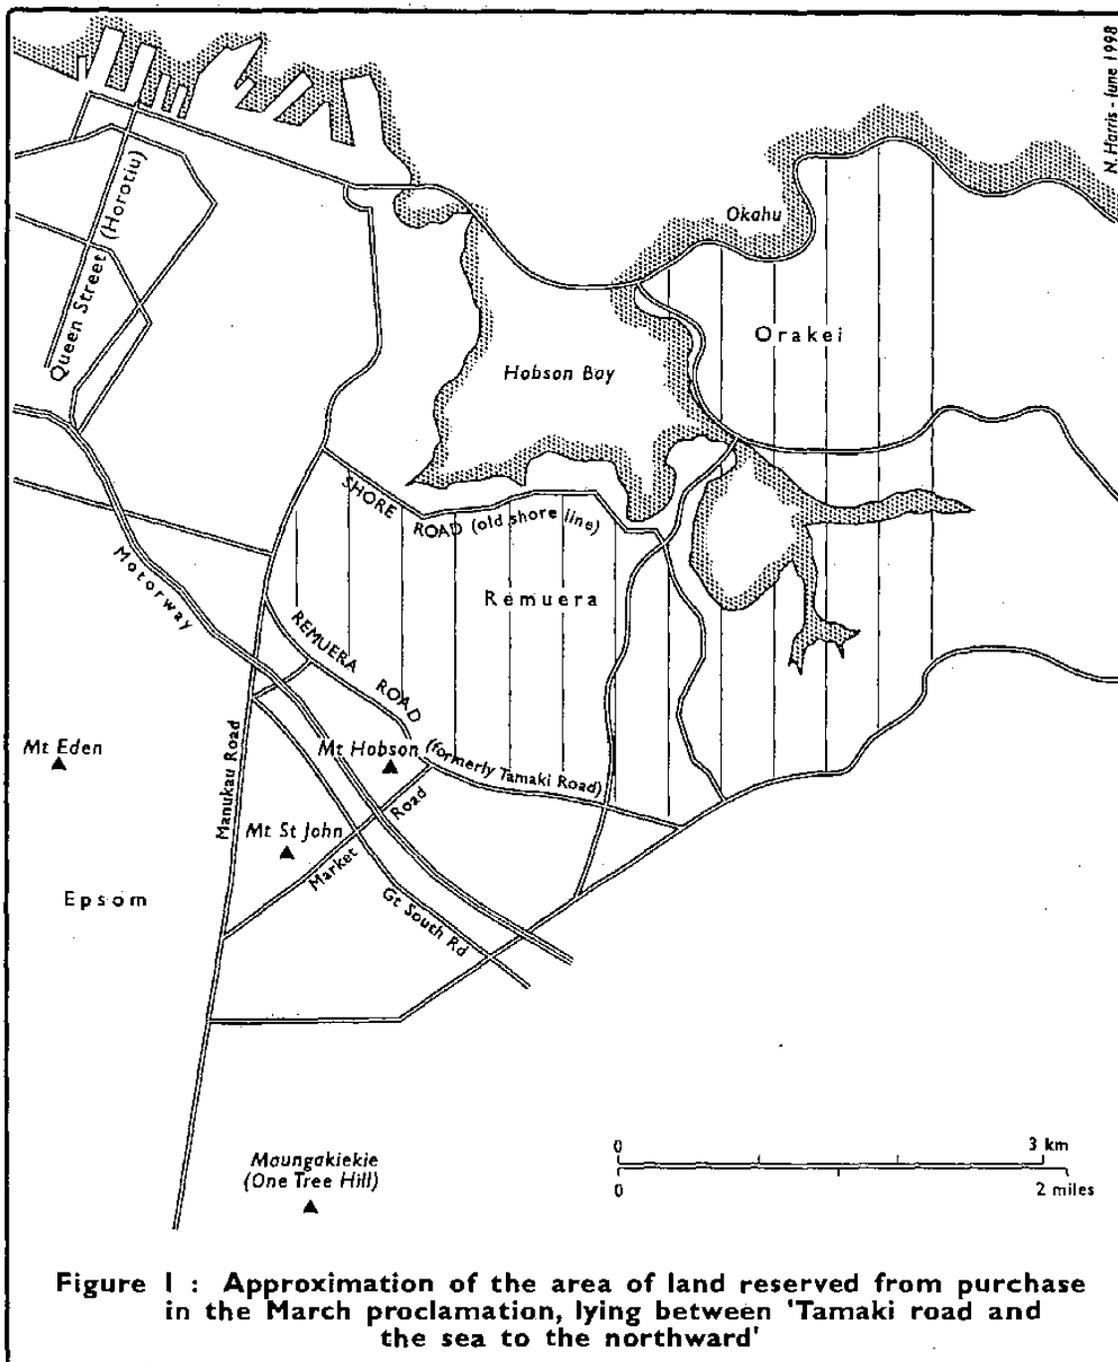 N. Harris - June 1998
Queen Street (Horotiu)
Okahu
Orakei
Hobson Bay
SHORE ROAD (old shore line)
Remuera
Motorway
REMUERA ROAD
(formerly Tamaki Road)
Mt Eden
Mt Hobson
Manukau Road
Mt St John
Market Road
Epsom
Gt South Rd
Maungakiekie
(One Tree Hill)
0 3 km
0 2 miles
Figure 1 : Approximation of the area of land reserved from purchase
in the March proclamation, lying between 'Tamaki road and
the sea to the northward'